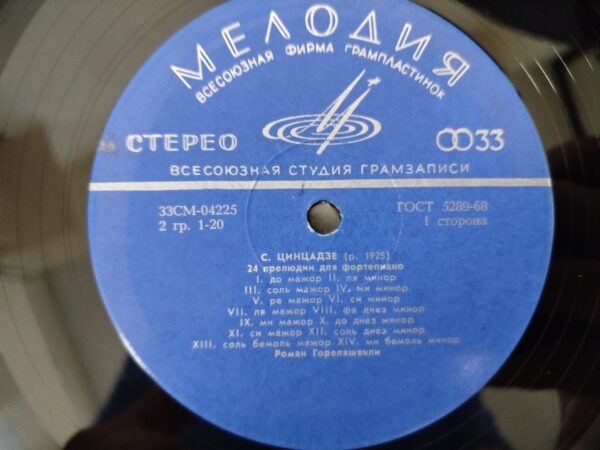 МЕЛОДИЯ
ВСЕСОЮЗНАЯ ФИРМА ГРАМПЛАСТИНОК
СТЕРЕО
33
ВСЕСОЮЗНАЯ СТУДИЯ ГРАМЗАПИСИ
33СМ-04225
ГОСТ 5289-68
2 гр. 1-20
1 сторона
С. ЦИНЦАДЗЕ (р. 1925)
24 прелюдии для фортепиано
I. до мажор II. ля минор
III. соль мажор IV. ми минор
V. ре мажор VI. си минор
VII. ля мажор VIII. фа диез минор
IX. ми мажор X. до диез минор
XI. си мажор XII. соль диез минор
XIII. соль бемоль мажор XIV. ми бемоль минор
Роман Горелашвили